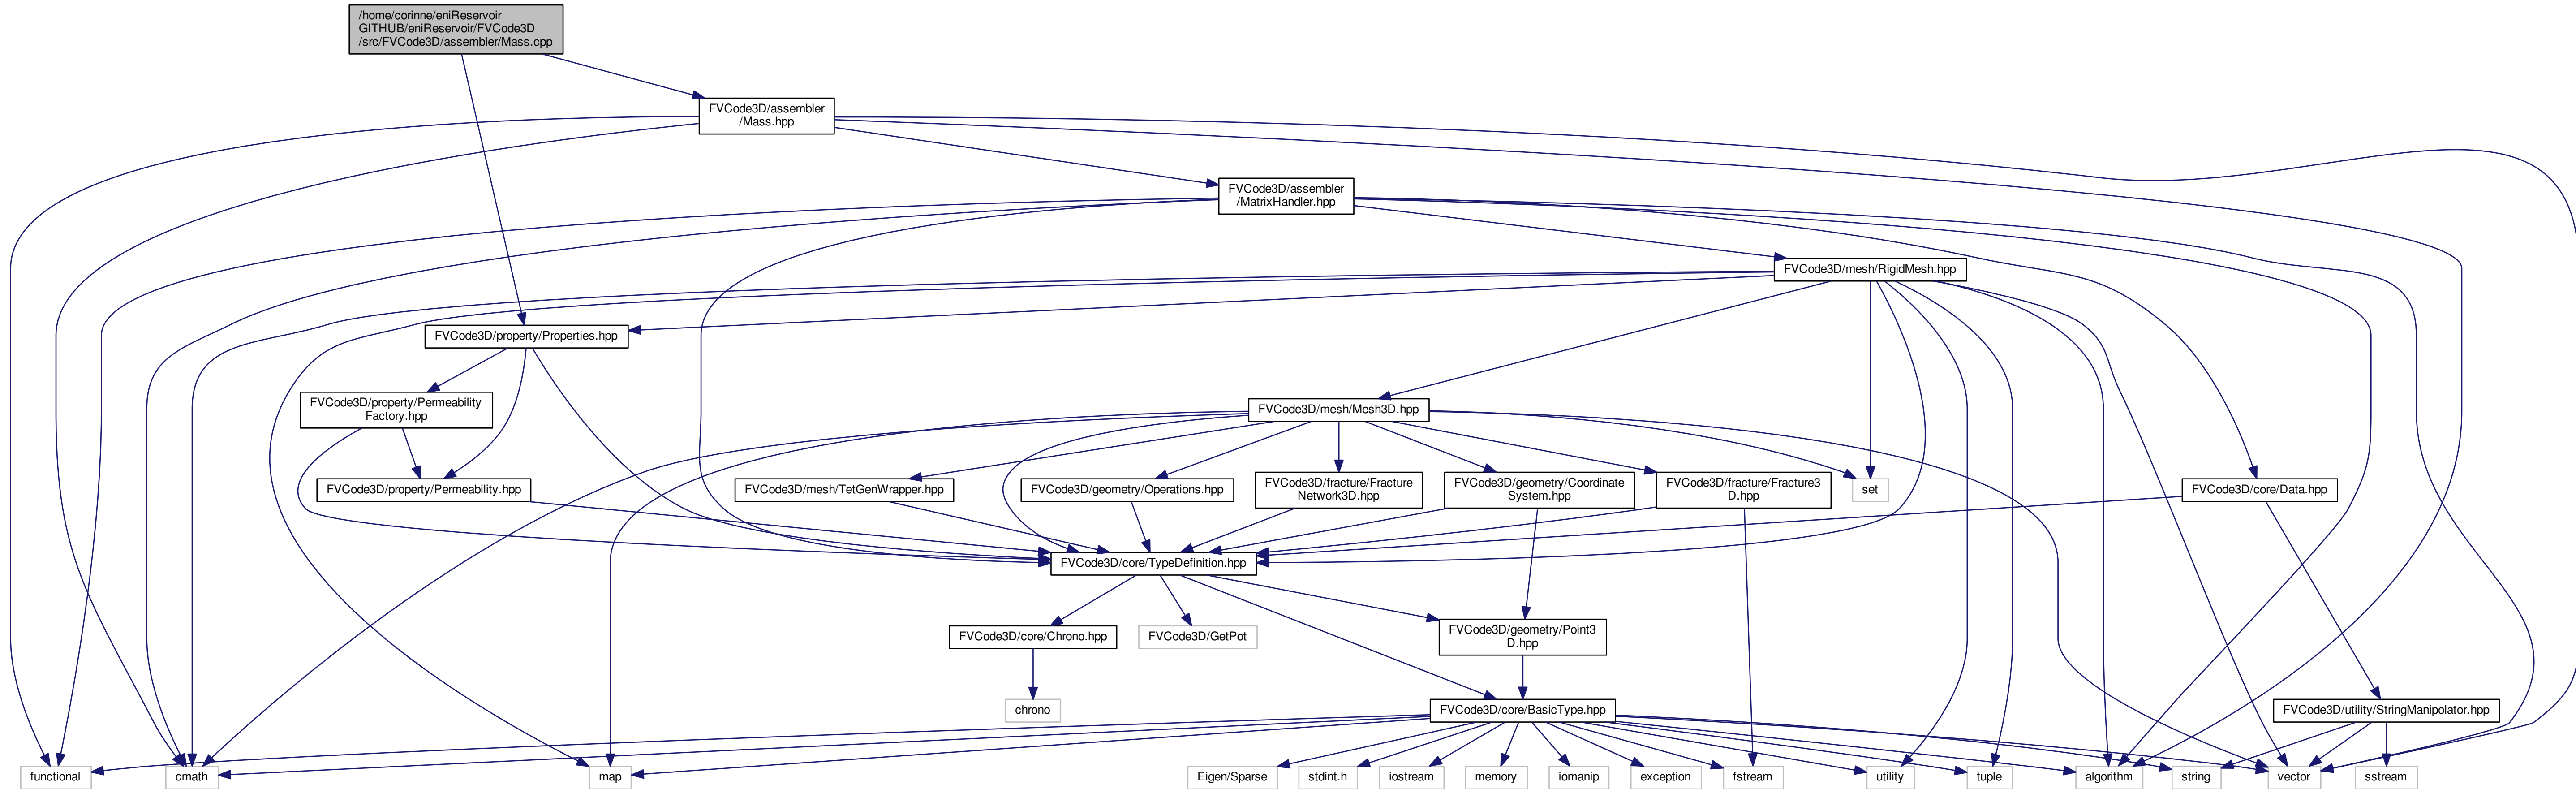 /home/corinne/eniReservoir
GITHUB/eniReservoir/FVCode3D
/src/FVCode3D/assembler/Mass.cpp
FVCode3D/assembler
/Mass.hpp
FVCode3D/assembler
/MatrixHandler.hpp
FVCode3D/mesh/RigidMesh.hpp
FVCode3D/property/Properties.hpp
FVCode3D/property/Permeability
Factory.hpp
FVCode3D/mesh/Mesh3D.hpp
FVCode3D/property/Permeability.hpp
FVCode3D/mesh/TetGenWrapper.hpp
FVCode3D/geometry/Operations.hpp
FVCode3D/fracture/Fracture
Network3D.hpp
FVCode3D/geometry/Coordinate
System.hpp
FVCode3D/fracture/Fracture3
D.hpp
set
FVCode3D/core/Data.hpp
FVCode3D/core/TypeDefinition.hpp
FVCode3D/core/Chrono.hpp
FVCode3D/GetPot
FVCode3D/geometry/Point3
D.hpp
chrono
FVCode3D/core/BasicType.hpp
FVCode3D/utility/StringManipolator.hpp
functional
cmath
map
Eigen/Sparse
stdint.h
iostream
memory
iomanip
exception
fstream
utility
tuple
algorithm
string
vector
sstream